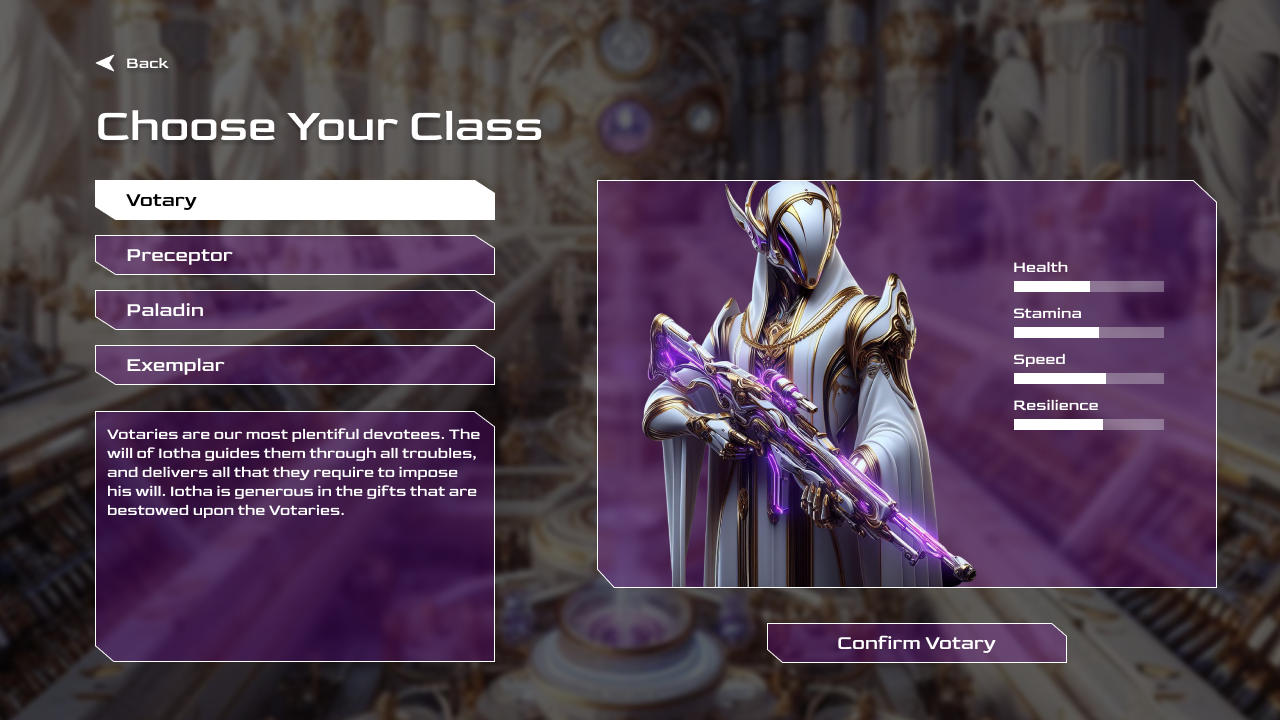 Back
Choose Your Class
Votary
Preceptor
Paladin
Exemplar
Votaries are our most plentiful devotees. The
will of Iotha guides them through all troubles,
and delivers all that they require to impose
his will. Iotha is generous in the gifts that are
bestowed upon the Votaries.
Health
Stamina
Speed
Resilience
Confirm Votary